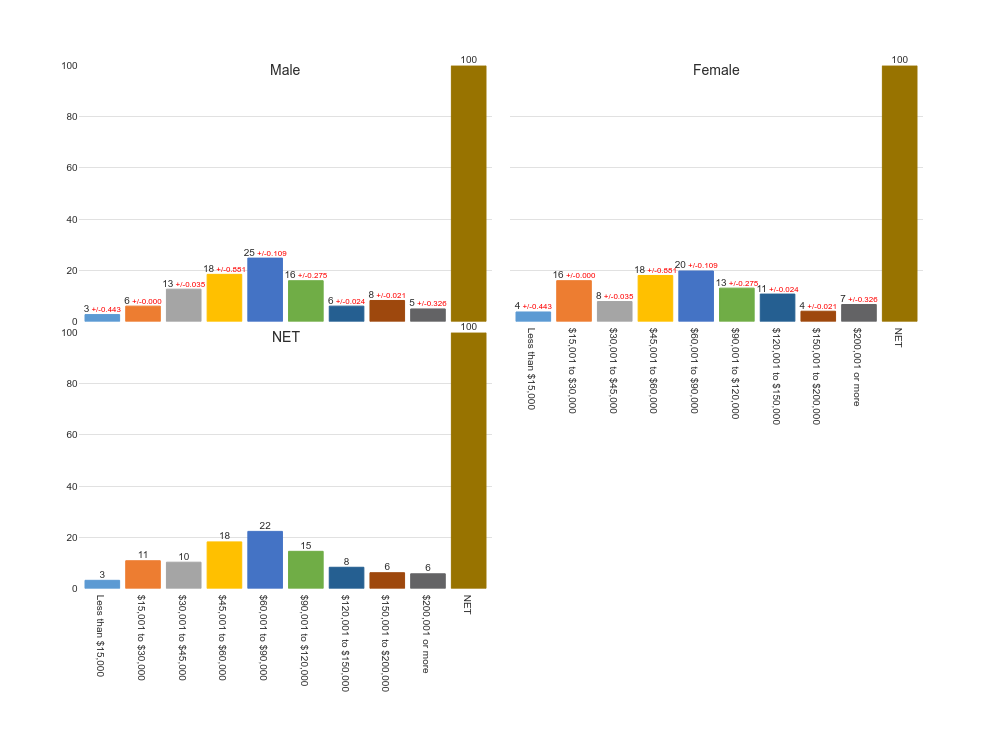 Male
100
80
60
40
20
0
3 +/-0.443
6 +/-0.000
13 +/-0.035
18 +/-0.881
25 +/-0.109
16 +/-0.275
6 +/-0.024
8 +/-0.021
5 +/-0.326
100
Female
4 +/-0.443
16 +/-0.000
8 +/-0.035
18 +/-0.881
20 +/-0.109
13 +/-0.275
11 +/-0.024
4 +/-0.021
7 +/-0.326
100
Less than $15,000
$15,001 to $30,000
$30,001 to $45,000
$45,001 to $60,000
$60,001 to $90,000
$90,001 to $120,000
$120,001 to $150,000
$150,001 to $200,000
$200,001 or more
NET
NET
100
80
60
40
20
0
3
11
10
18
22
15
8
6
6
100
Less than $15,000
$15,001 to $30,000
$30,001 to $45,000
$45,001 to $60,000
$60,001 to $90,000
$90,001 to $120,000
$120,001 to $150,000
$150,001 to $200,000
$200,001 or more
NET